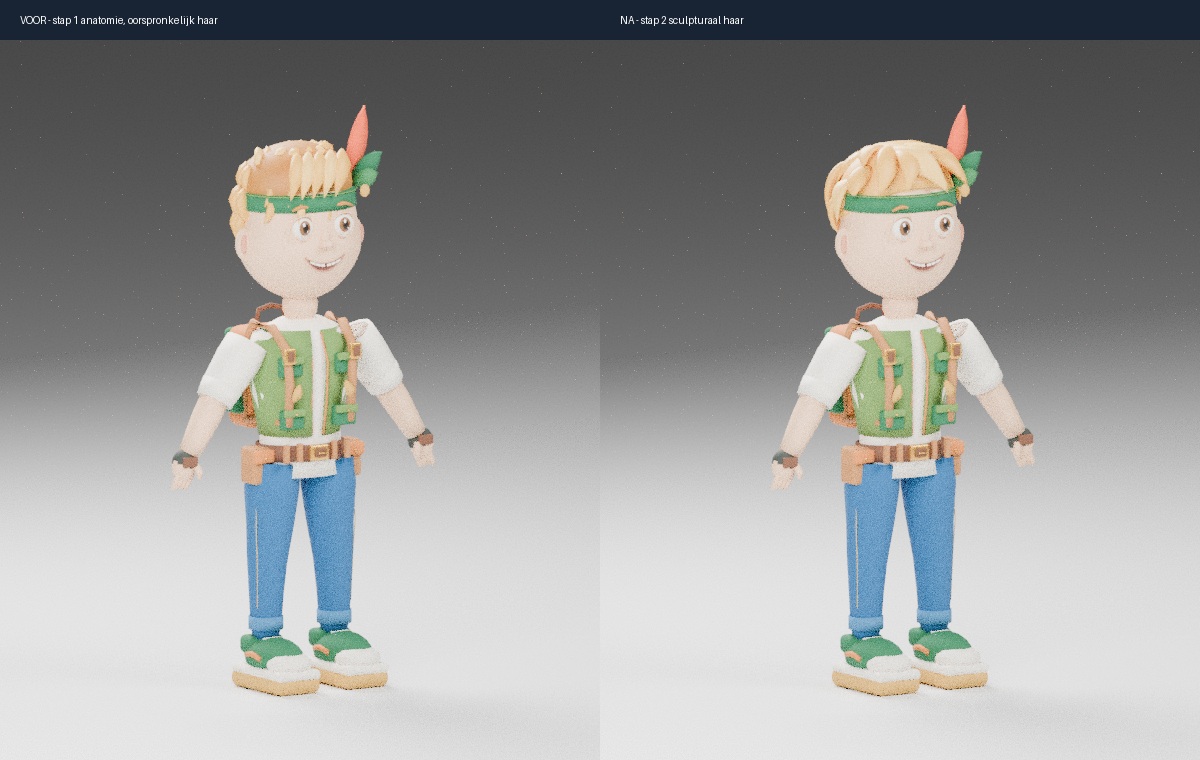 VOOR - stap 1 anatomie, oorspronkelijk haar
NA - stap 2 sculpturaal haar